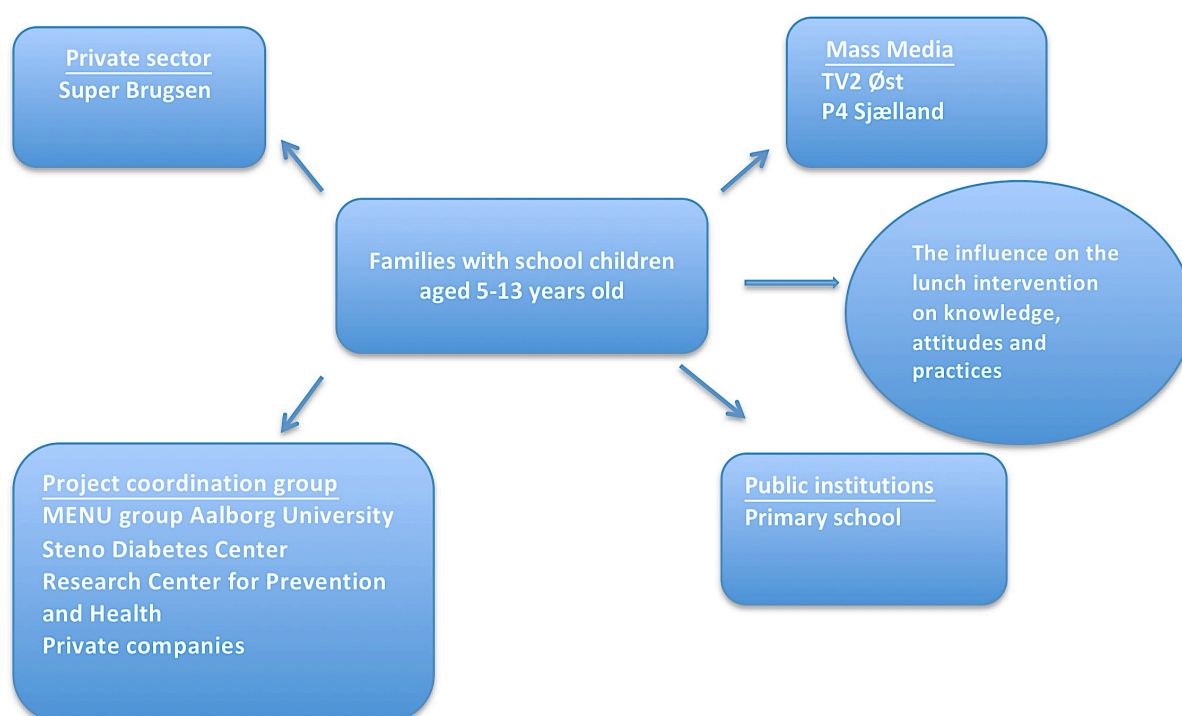 Private sector
Super Brugsen
Mass Media
TV2 Øst
P4 Sjælland
Families with school children
aged 5-13 years old
The influence on the
lunch intervention
on knowledge,
attitudes and
practices
Project coordination group
MENU group Aalborg University
Steno Diabetes Center
Research Center for Prevention
and Health
Private companies
Public institutions
Primary school